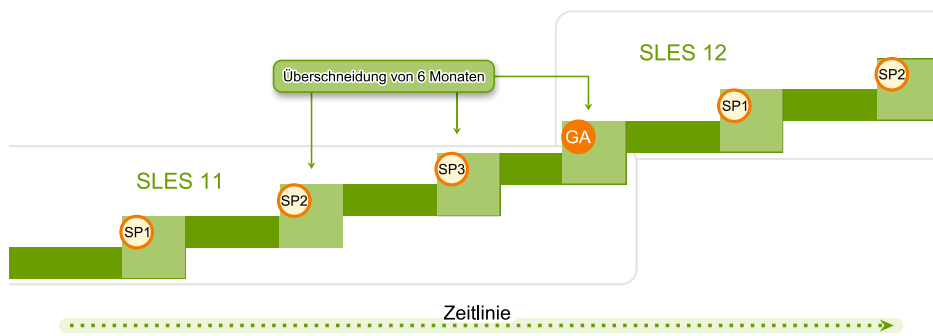 SLES 12
Überschneidung von 6 Monaten
SP2
SP1
GA
SP3
SLES 11
SP2
SP1
Zeitlinie